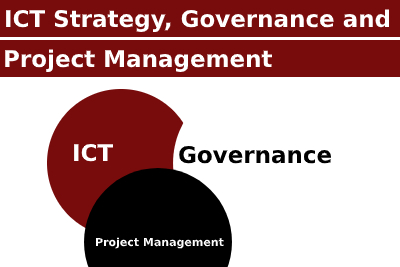 ICT Strategy, Governance and
Project Management
ICT
Governance
Project Management